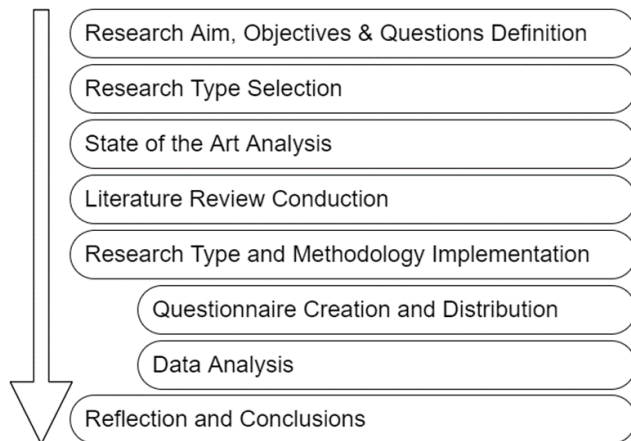 Research Aim, Objectives & Questions Definition
Research Type Selection
State of the Art Analysis
Literature Review Conduction
Research Type and Methodology Implementation
Questionnaire Creation and Distribution
Data Analysis
Reflection and Conclusions